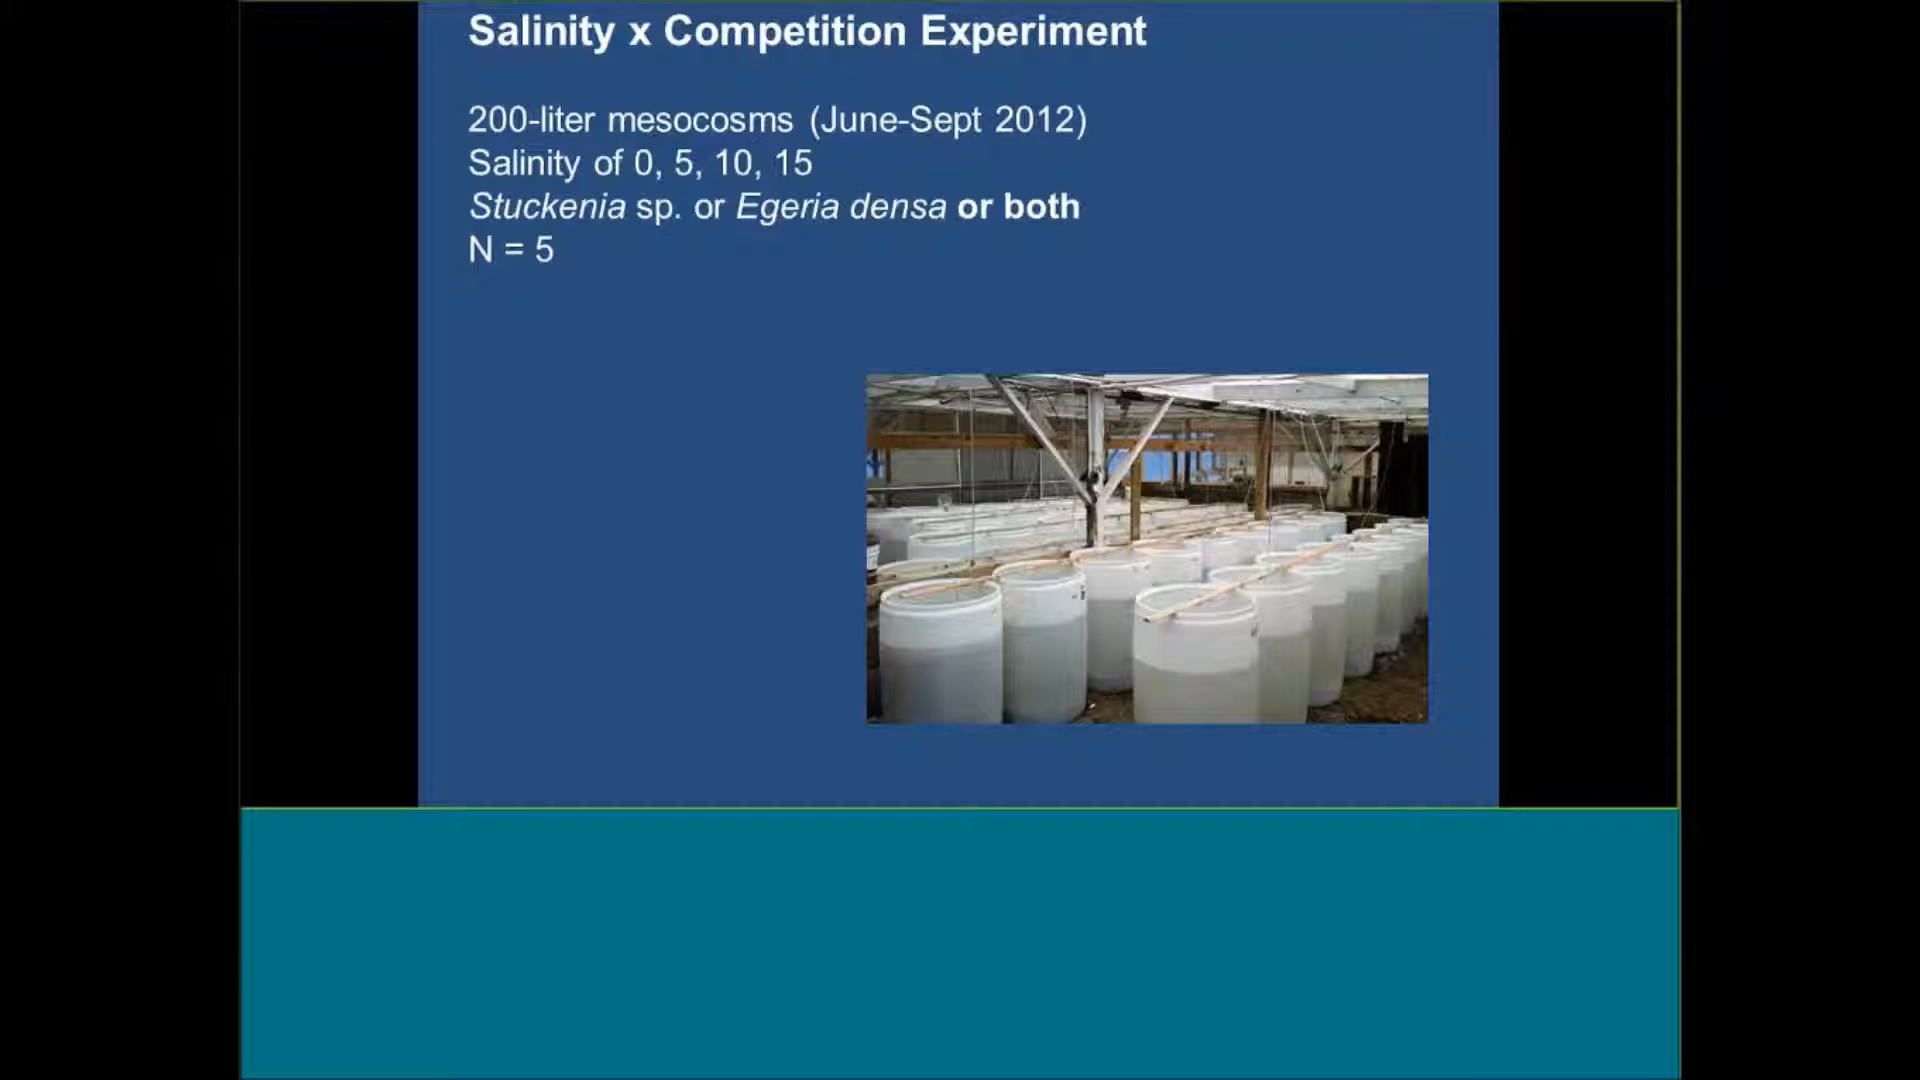 Salinity x Competition Experiment
200-liter mesocosms (June-Sept 2012)
Salinity of 0, 5, 10, 15
Stuckenia sp. or Egeria densa or both
N = 5